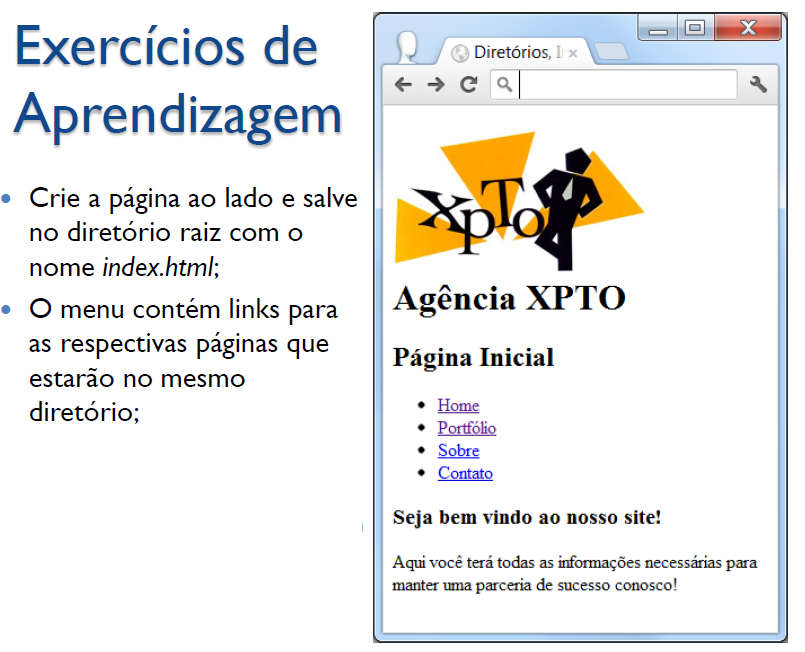 Exercícios de
Aprendizagem
• Crie a página ao lado e salve
no diretório raiz com o
nome index.html;
• O menu contém links para
as respectivas páginas que
estarão no mesmo
diretório;
Diretórios, I
XpTo
Agência XPTO
Página Inicial
• Home
• Portfólio
• Sobre
• Contato
Seja bem vindo ao nosso site!
Aqui você terá todas as informações necessárias para
manter uma parceria de sucesso conosco!